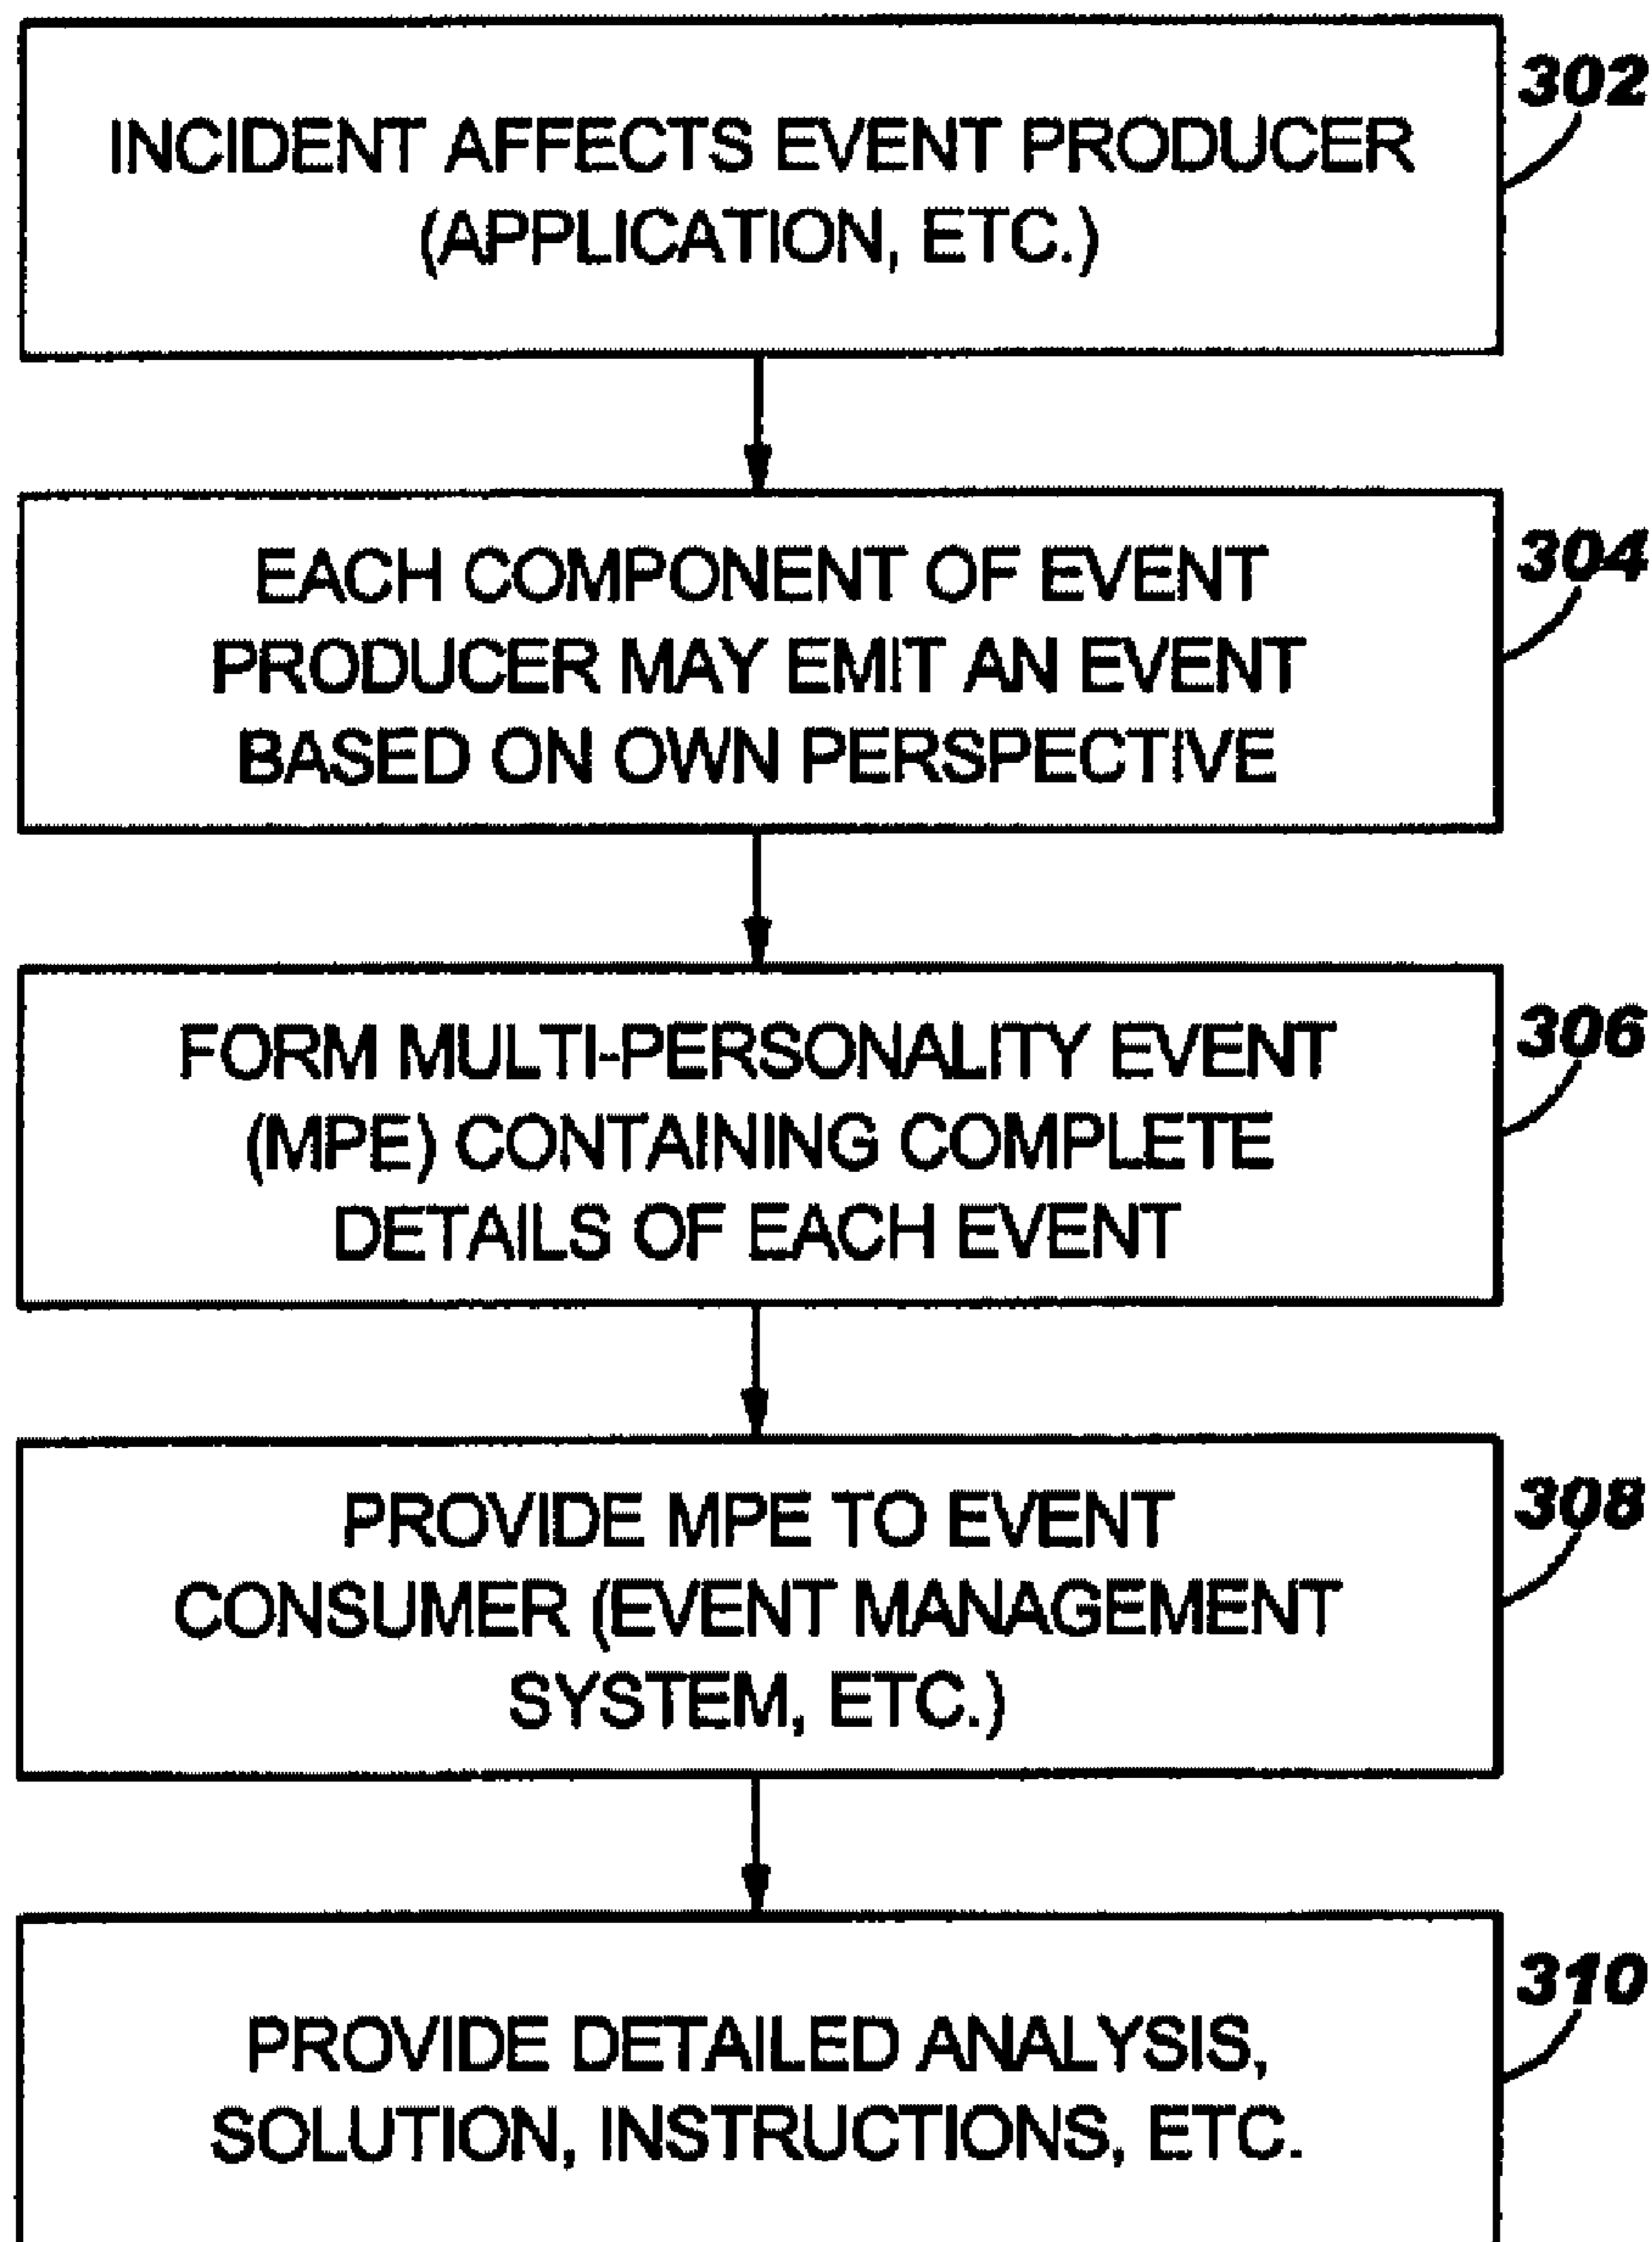 302
INCIDENT AFFECTS EVENT PRODUCER
(APPLICATION, ETC.)
304
EACH COMPONENT OF EVENT
PRODUCER MAY EMIT AN EVENT
BASED ON OWN PERSPECTIVE
306
FORM MULTI-PERSONALITY EVENT
(MPE) CONTAINING COMPLETE
DETAILS OF EACH EVENT
308
PROVIDE MPE TO EVENT
CONSUMER (EVENT MANAGEMENT
SYSTEM, ETC.)
310
PROVIDE DETAILED ANALYSIS,
SOLUTION, INSTRUCTIONS, ETC.